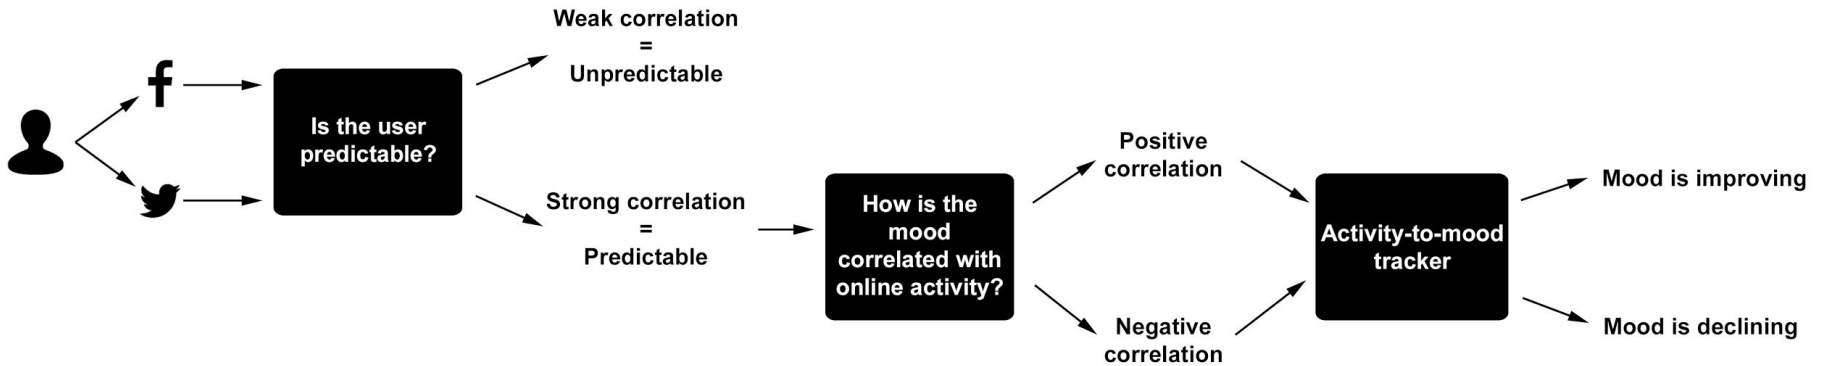 Weak correlation
=
Unpredictable
Is the user
predictable?
Strong correlation
=
Predictable
How is the
mood
correlated with
online activity?
Positive
correlation
Negative
correlation
Activity-to-mood
tracker
Mood is improving
Mood is declining